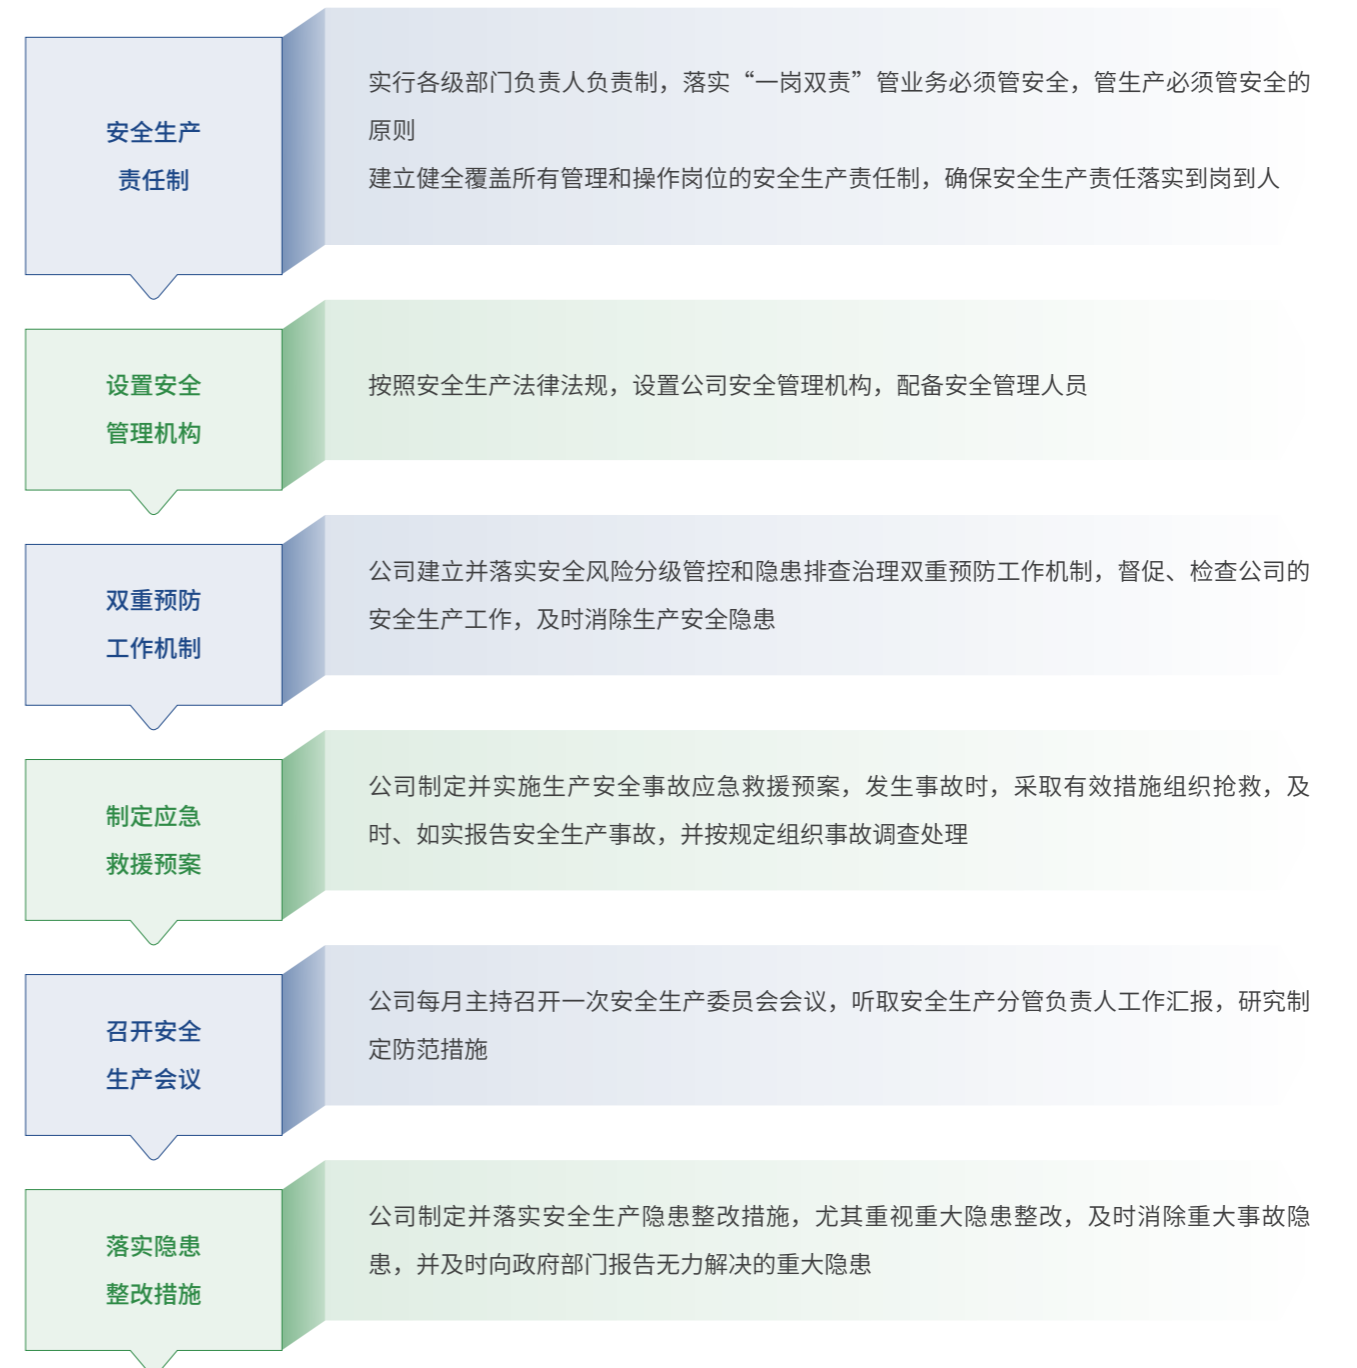 安全生产
责任制
实行各级部门负责人负责制，落实“一岗双责”管业务必须管安全，管生产必须管安全的
原则
建立健全覆盖所有管理和操作岗位的安全生产责任制，确保安全生产责任落实到岗到人
设置安全
管理机构
按照安全生产法律法规，设置公司安全管理机构，配备安全管理人员
双重预防
工作机制
公司建立并落实安全风险分级管控和隐患排查治理双重预防工作机制，督促、检查公司的
安全生产工作，及时消除生产安全隐患
制定应急
救援预案
公司制定并实施生产安全事故应急救援预案，发生事故时，采取有效措施组织抢救，及
时、如实报告安全生产事故，并按规定组织事故调查处理
召开安全
生产会议
公司每月主持召开一次安全生产委员会会议，听取安全生产分管负责人工作汇报，研究制
定防范措施
落实隐患
整改措施
公司制定并落实安全生产隐患整改措施，尤其重视重大隐患整改，及时消除重大事故隐
患，并及时向政府部门报告无力解决的重大隐患